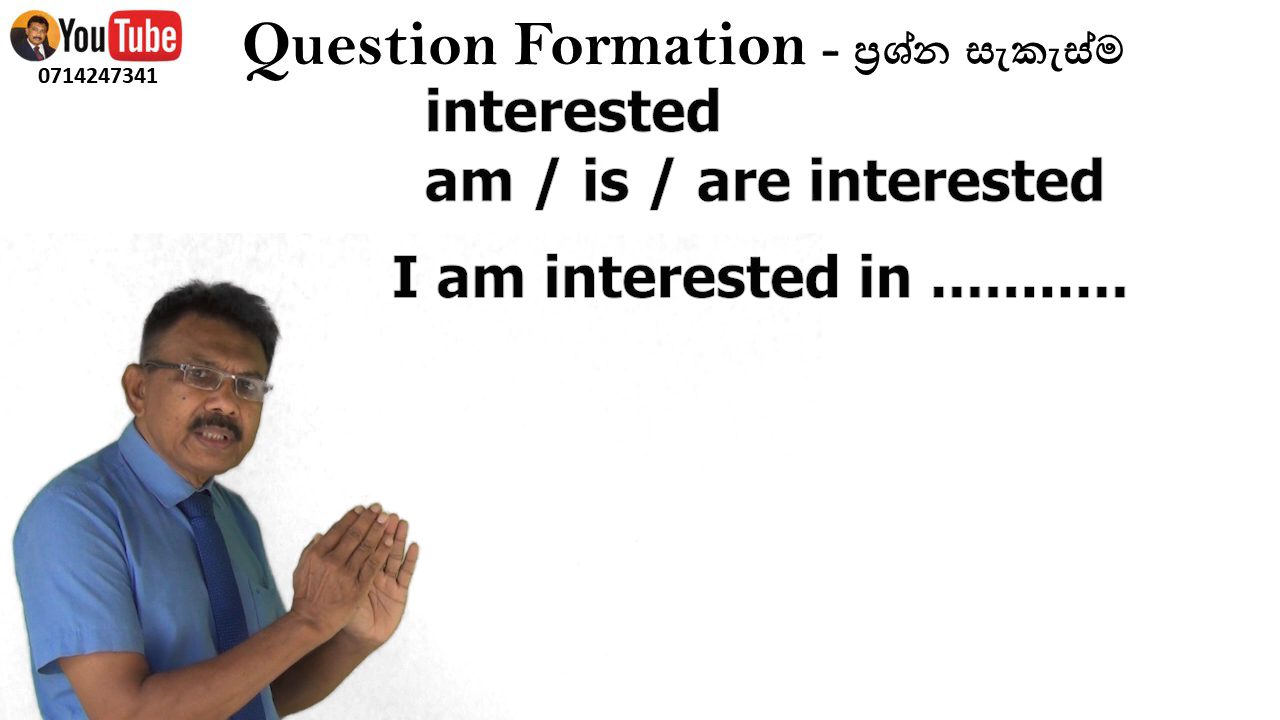 YouTube
0714247341
Question Formation - ප්‍රශ්න සැකැස්ම
interested
am / is / are interested
I am interested in ...........